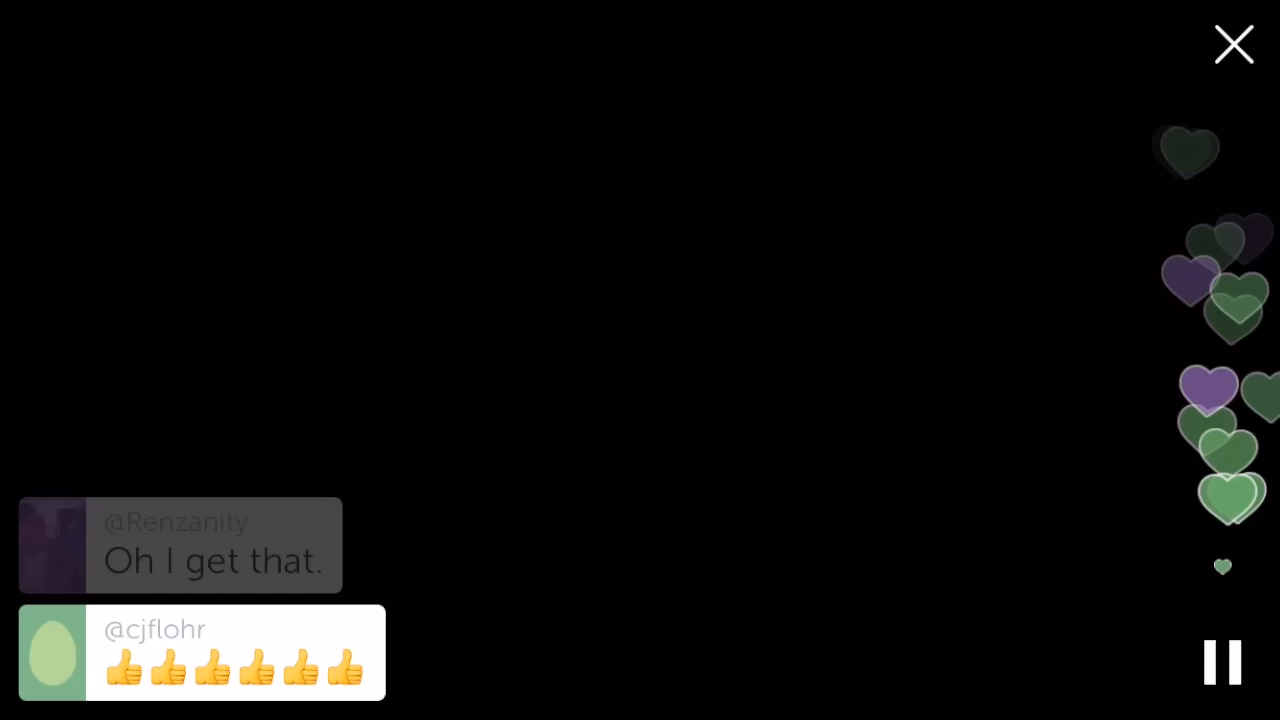 @Renzanity
Oh I get that.
@cjflohr
👍👍👍👍👍👍